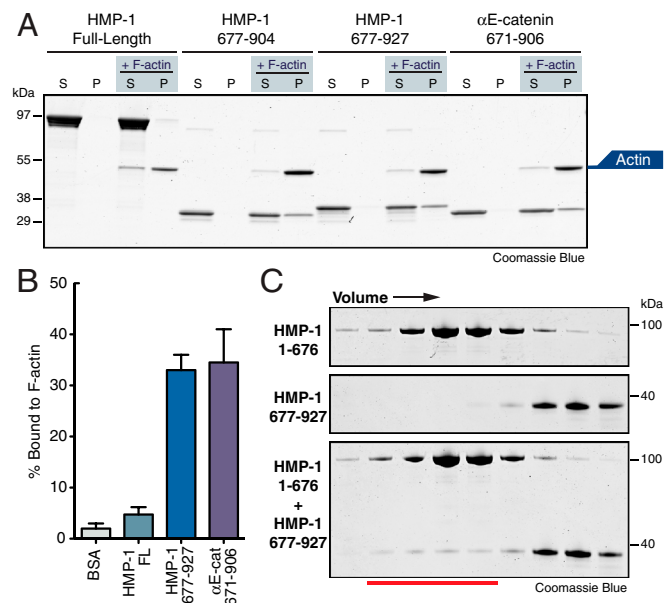 A
HMP-1
Full-Length
HMP-1
677-904
HMP-1
677-927
αE-catenin
671-906
+ F-actin
+ F-actin
+ F-actin
+ F-actin
S P S P S P S P S P S P S P S P
kDa
97
55
38
29
Actin
Coomassie Blue
B
% Bound to F-actin
50
40
30
20
10
0
BSA
HMP-1
FL
HMP-1
677-927
αE-cat
671-906
C
Volume
kDa
HMP-1
1-676
100
HMP-1
677-927
40
HMP-1
1-676
+
HMP-1
677-927
100
40
Coomassie Blue